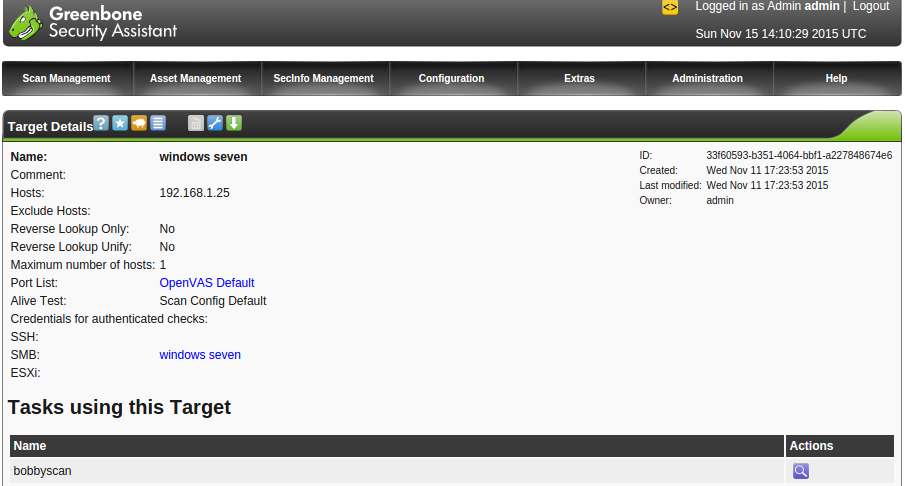 Greenbone
Security Assistant
<> Logged in as Admin admin | Logout
Sun Nov 15 14:10:29 2015 UTC
Scan Management Asset Management SecInfo Management Configuration Extras Administration Help
Target Details ?
Name: windows seven
Comment:
Hosts: 192.168.1.25
Exclude Hosts:
Reverse Lookup Only: No
Reverse Lookup Unify: No
Maximum number of hosts: 1
Port List: OpenVAS Default
Alive Test: Scan Config Default
Credentials for authenticated checks:
SSH:
SMB: windows seven
ESXi:
ID: 33f60593-b351-4064-bbf1-a227848674e6
Created: Wed Nov 11 17:23:53 2015
Last modified: Wed Nov 11 17:23:53 2015
Owner: admin
Tasks using this Target
Name Actions
bobbyscan